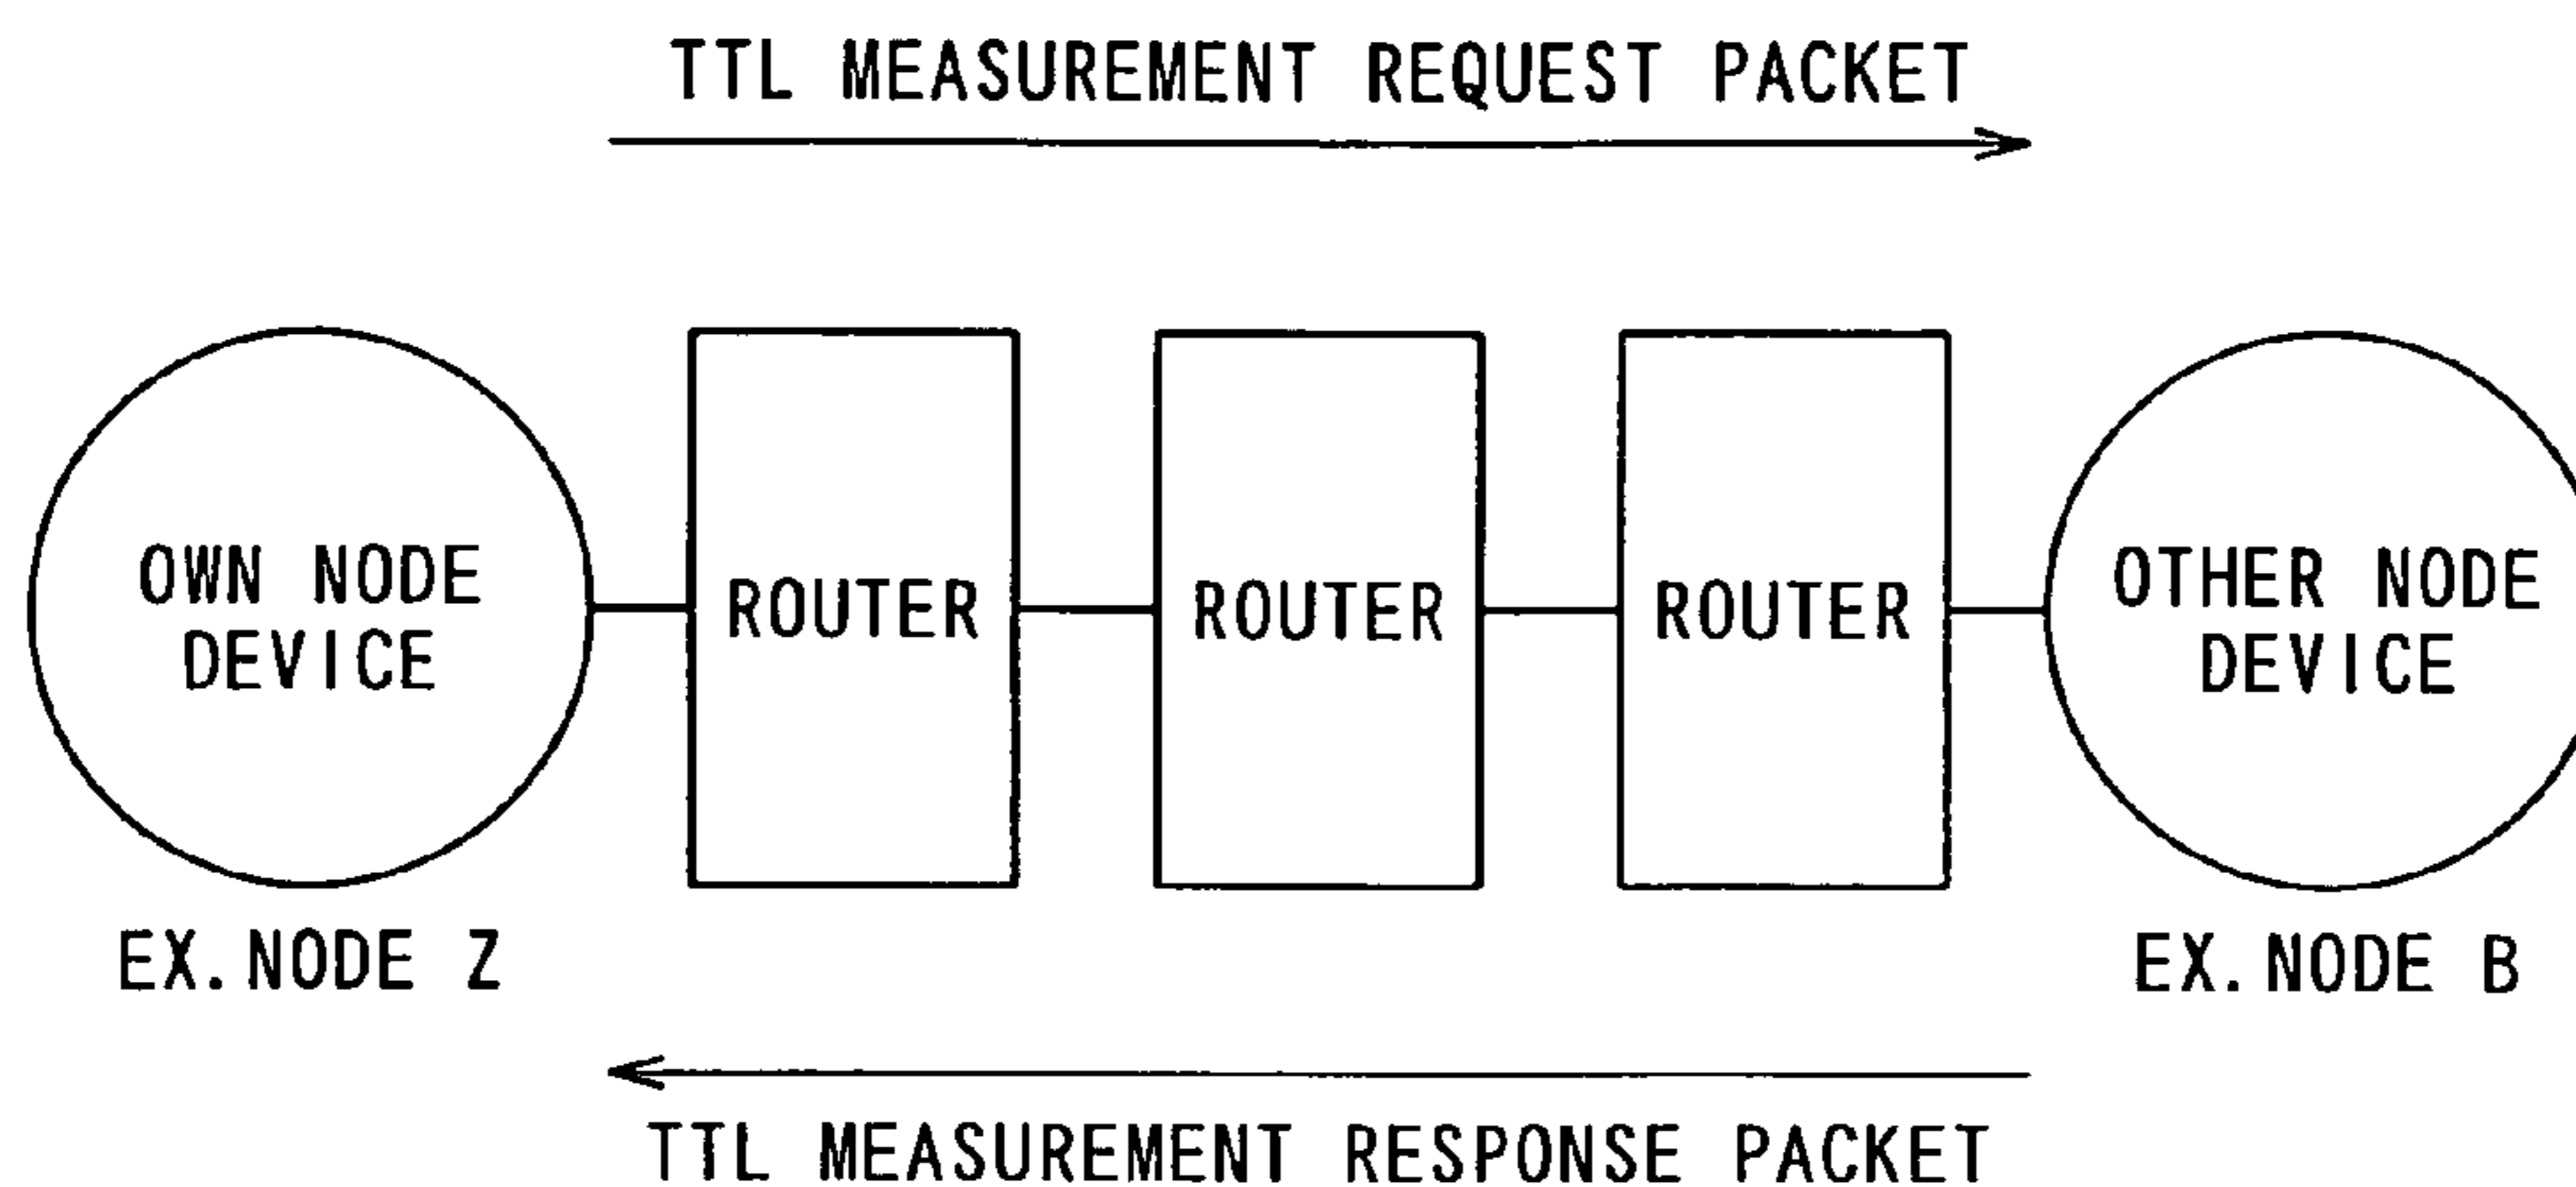 TTL MEASUREMENT REQUEST PACKET
OWN NODE
DEVICE
ROUTER
ROUTER
ROUTER
OTHER NODE
DEVICE
EX. NODE Z
EX. NODE B
TTL MEASUREMENT RESPONSE PACKET